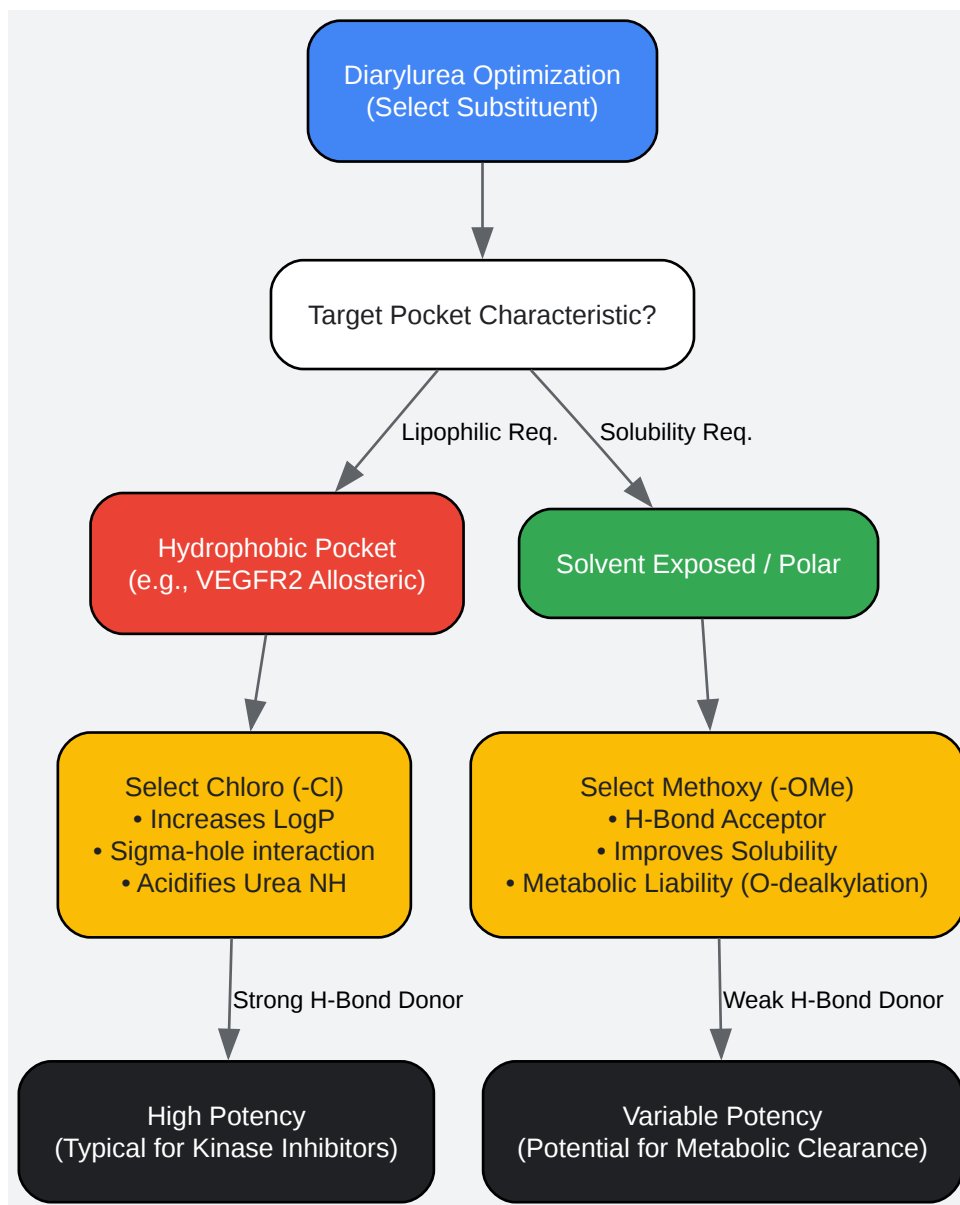 Diarylurea Optimization
(Select Substituent)
Target Pocket Characteristic?
Lipophilic Req.
Solubility Req.
Hydrophobic Pocket
(e.g., VEGFR2 Allosteric)
Solvent Exposed / Polar
Select Chloro (-Cl)
• Increases LogP
• Sigma-hole interaction
• Acidifies Urea NH
Select Methoxy (-OMe)
• H-Bond Acceptor
• Improves Solubility
• Metabolic Liability (O-dealkylation)
Strong H-Bond Donor
Weak H-Bond Donor
High Potency
(Typical for Kinase Inhibitors)
Variable Potency
(Potential for Metabolic Clearance)